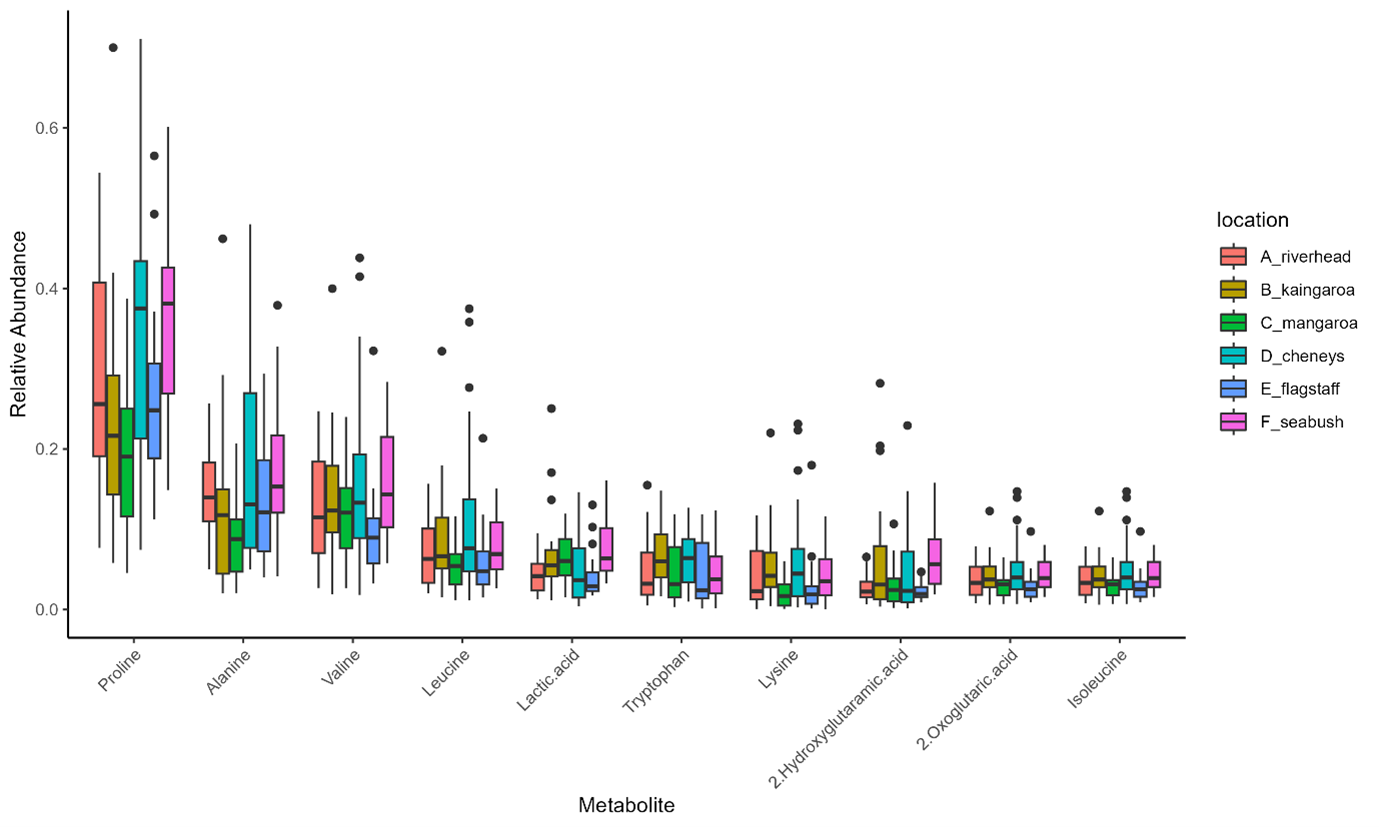 Relative Abundance
0.6
0.4
0.2
0.0
Proline
Alanine
Valine
Leucine
Lactic.acid
Tryptophan
Lysine
2.Hydroxyglutaramic.acid
2.Oxoglutaric.acid
Isoleucine
Metabolite
location
A_riverhead
B_kaingaroa
C_mangaroa
D_cheneys
E_flagstaff
F_seabush